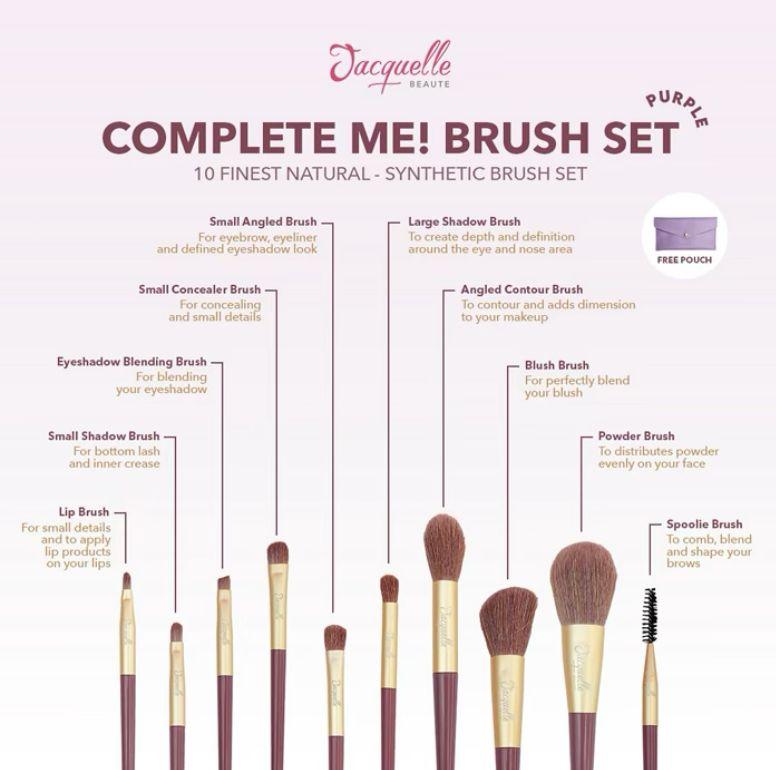 Jacquelle
BEAUTE
PURPLE
COMPLETE ME! BRUSH SET
10 FINEST NATURAL - SYNTHETIC BRUSH SET
FREE POUCH
Small Angled Brush
For eyebrow, eyeliner
and defined eyeshadow look
Large Shadow Brush
To create depth and definition
around the eye and nose area
Small Concealer Brush
For concealing
and small details
Angled Contour Brush
To contour and adds dimension
to your makeup
Eyeshadow Blending Brush
For blending
your eyeshadow
Blush Brush
For perfectly blend
your blush
Small Shadow Brush
For bottom lash
and inner crease
Powder Brush
To distributes powder
evenly on your face
Lip Brush
For small details
and to apply
lip products
on your lips
Spoolie Brush
To comb, blend
and shape your
brows
Jacquelle
Jacquelle
Jacquelle
Jacquelle
Jacquelle